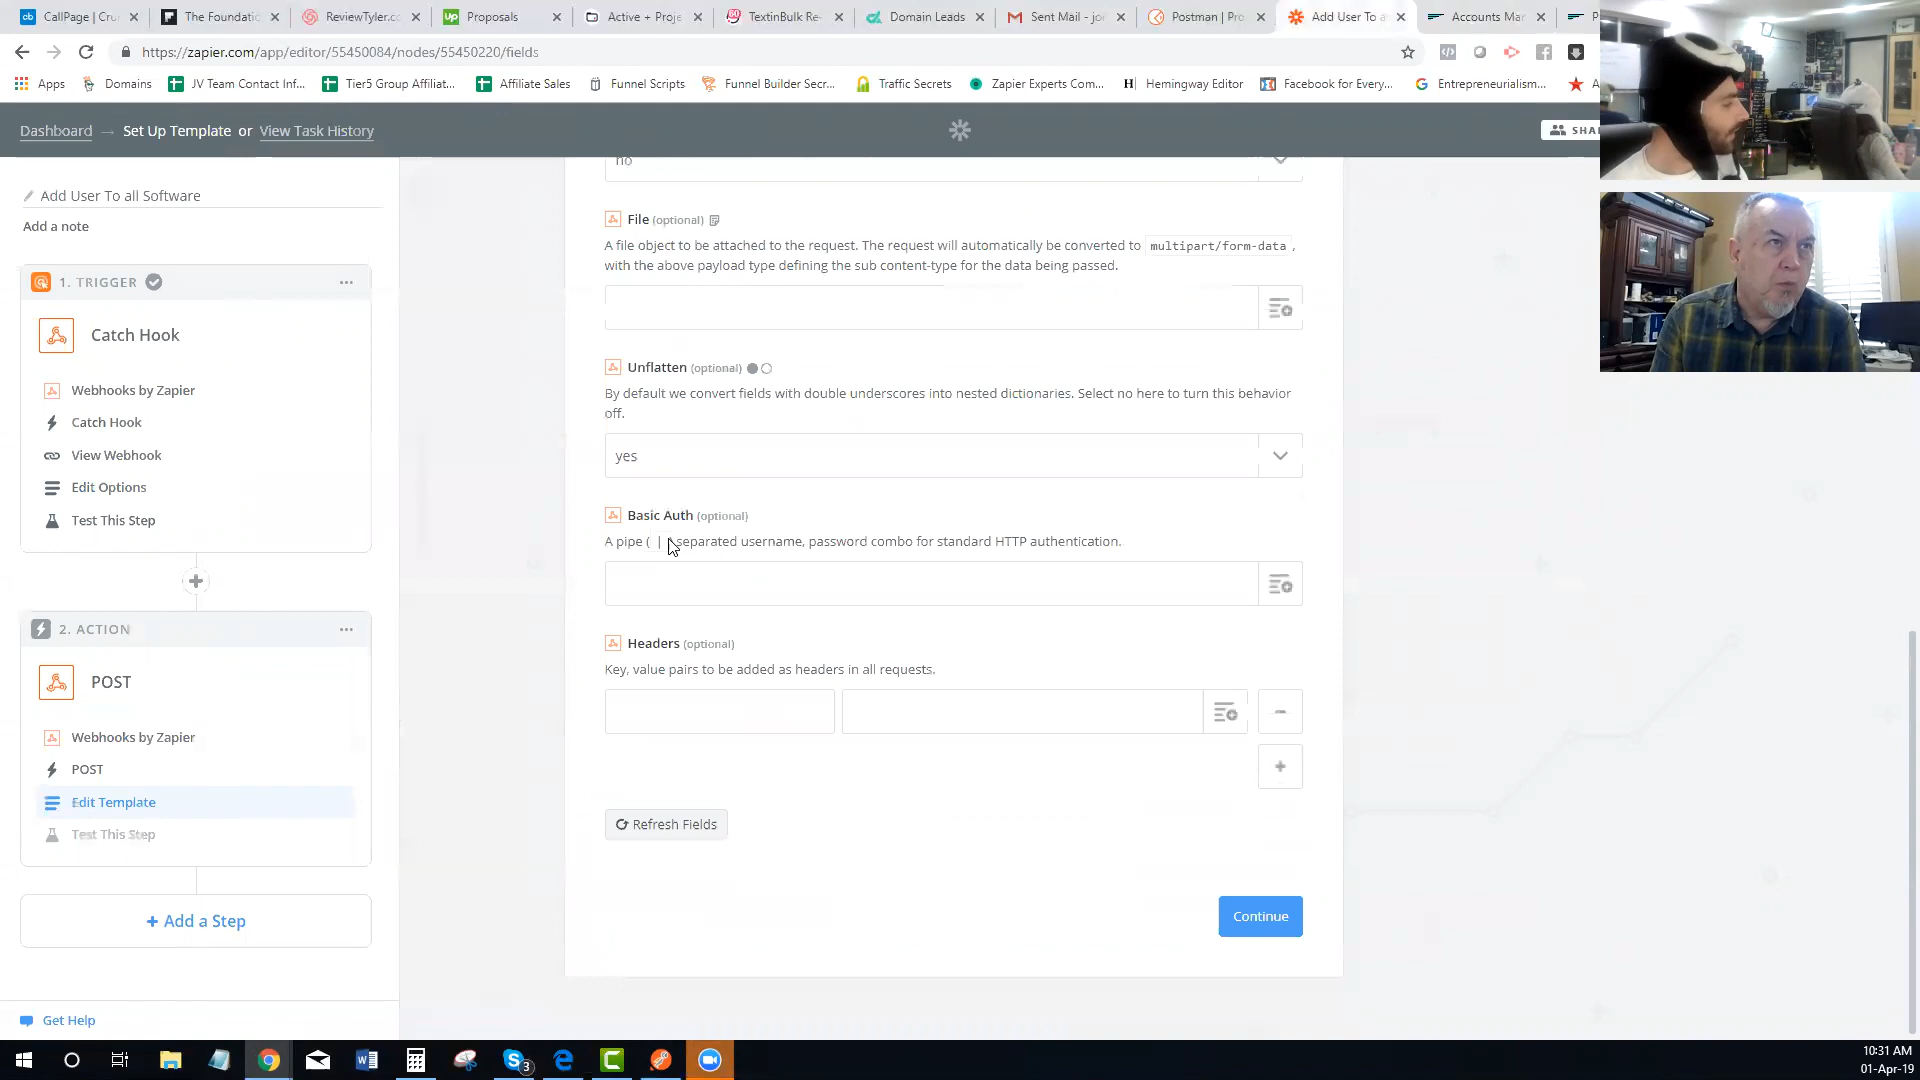 CallPage | Cru
The Foundatio
ReviewTyler.co
Proposals
Active + Proje
TextinBulk Re
Domain Leads
Sent Mail - jo
Postman | Pro
Add User To a
Accounts Mar
https://zapier.com/app/editor/55450084/nodes/55450220/fields
Apps
Domains
JV Team Contact Inf...
Tier5 Group Affiliat...
Affiliate Sales
Funnel Scripts
Funnel Builder Secr...
Traffic Secrets
Zapier Experts Com...
Hemingway Editor
Facebook for Every...
Entrepreneurialism...
Dashboard → Set Up Template or View Task History
SHA
Add User To all Software
Add a note
1. TRIGGER
Catch Hook
Webhooks by Zapier
Catch Hook
View Webhook
Edit Options
Test This Step
2. ACTION
POST
Webhooks by Zapier
POST
Edit Template
Test This Step
+ Add a Step
Get Help
no
File (optional)
A file object to be attached to the request. The request will automatically be converted to multipart/form-data ,
with the above payload type defining the sub content-type for the data being passed.
Unflatten (optional)
By default we convert fields with double underscores into nested dictionaries. Select no here to turn this behavior
off.
yes
Basic Auth (optional)
A pipe ( | separated username, password combo for standard HTTP authentication.
Headers (optional)
Key, value pairs to be added as headers in all requests.
Refresh Fields
Continue
3
10:31 AM
01-Apr-19